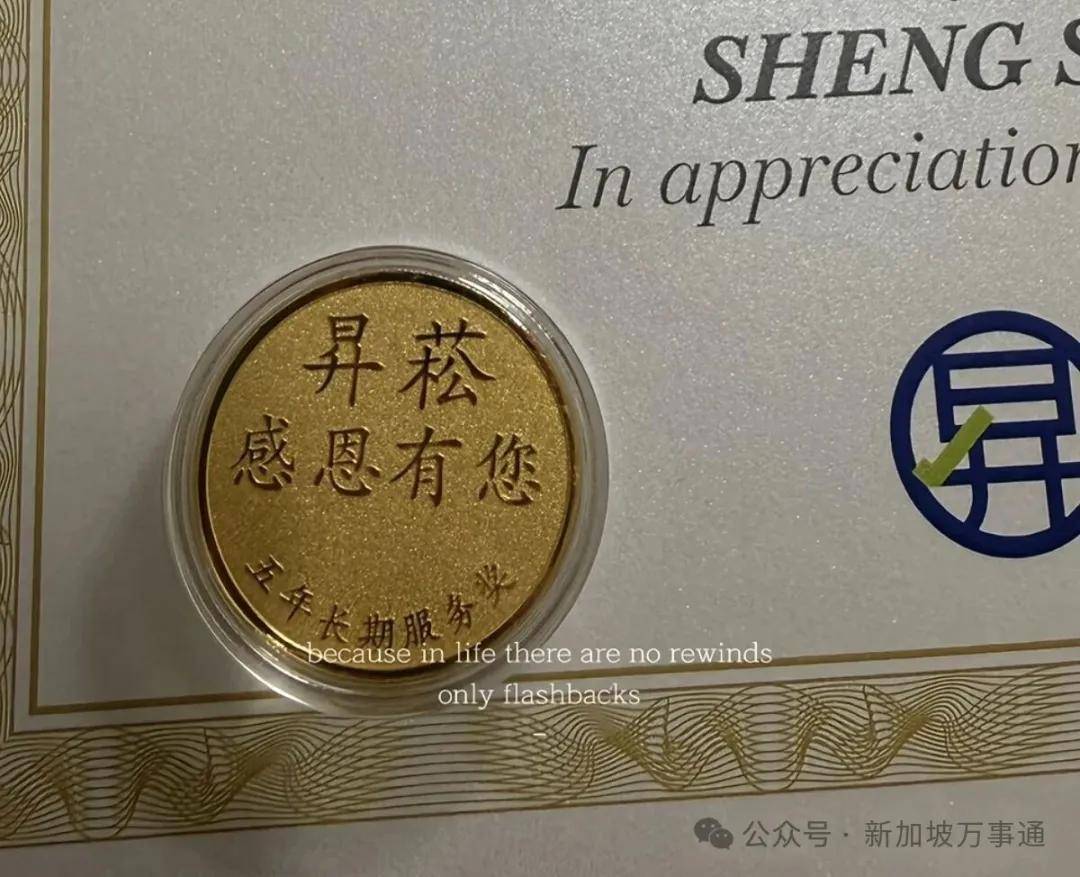 SHENG S
In appreciation
昇菘
感恩有您
五年长期服务奖
昇
because in life there are no rewinds
only flashbacks
公众号 · 新加坡万事通